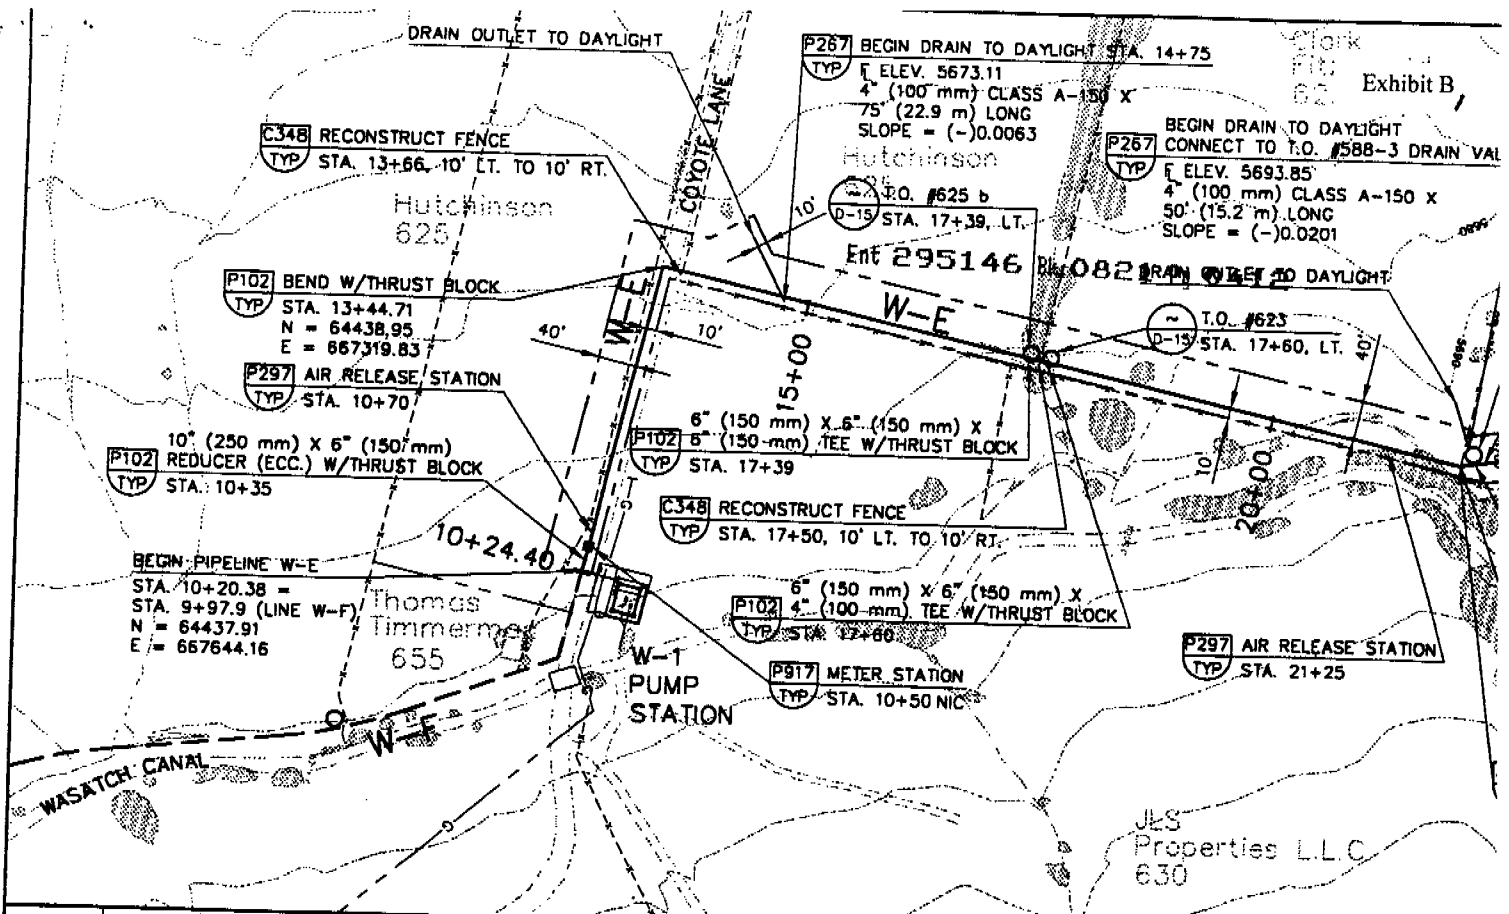 DRAIN OUTLET TO DAYLIGHT
P267 BEGIN DRAIN TO DAYLIGHT STA. 14+75
TYP
ELEV. 5673.11
4" (100 mm) CLASS A-150 X
75' (22.9 m) LONG
SLOPE = (-)0.0063
Clark
Exhibit B
BEGIN DRAIN TO DAYLIGHT
P267 CONNECT TO T.O. #588-3 DRAIN VAL
TYP
ELEV. 5693.85
4" (100 mm) CLASS A-150 X
50' (15.2 m) LONG
SLOPE = (-)0.0201
C348 RECONSTRUCT FENCE
TYP STA. 13+66, 10' LT. TO 10' RT.
COYOTE LANE
Hutchinson
625
Hutchinson
~ T.O. #625 b
D-15 STA. 17+39, LT.
10'
5680
Ent 295146 Bk 0821
DRAIN OUTLET TO DAYLIGHT
P102 BEND W/THRUST BLOCK
TYP STA. 13+44.71
N = 64438.95
E = 667319.83
W-E
40'
10'
W-E
~ T.O. #623
D-15 STA. 17+60, LT.
40'
5690
P297 AIR RELEASE STATION
TYP STA. 10+70
15+00
10" (250 mm) X 6" (150 mm)
P102 REDUCER (ECC.) W/THRUST BLOCK
TYP STA. 10+35
6" (150 mm) X 6" (150 mm) X
P102 6" (150 mm) TEE W/THRUST BLOCK
TYP STA. 17+39
10'
20+00
C348 RECONSTRUCT FENCE
TYP STA. 17+50, 10' LT. TO 10' RT.
G
10+24.40
BEGIN PIPELINE W-E
STA. 10+20.38 =
STA. 9+97.9 (LINE W-F)
N = 64437.91
E = 667644.16
Thomas
Timmerme
655
6" (150 mm) X 6" (150 mm) X
P102 4" (100 mm) TEE W/THRUST BLOCK
TYP STA 17+60
P297 AIR RELEASE STATION
TYP STA. 21+25
W-1
PUMP
STATION
P917 METER STATION
TYP STA. 10+50 NIC
W-F
WASATCH CANAL
G
JLS
Properties L.L.C
630